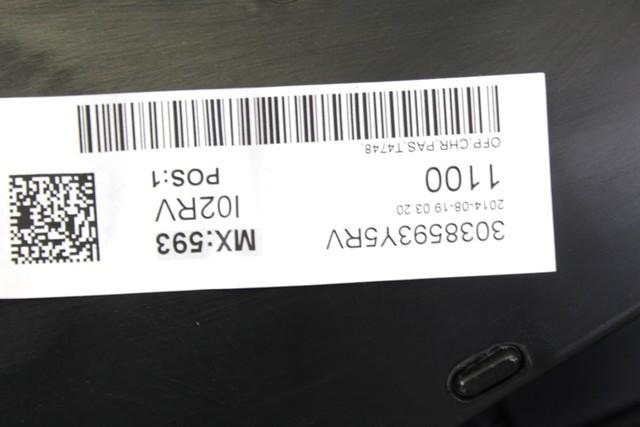 3038593Y5RV MX:593
2014-08-19 03 20
1100 I02RV
POS:1
OFP,CHR,PAS,T4748,